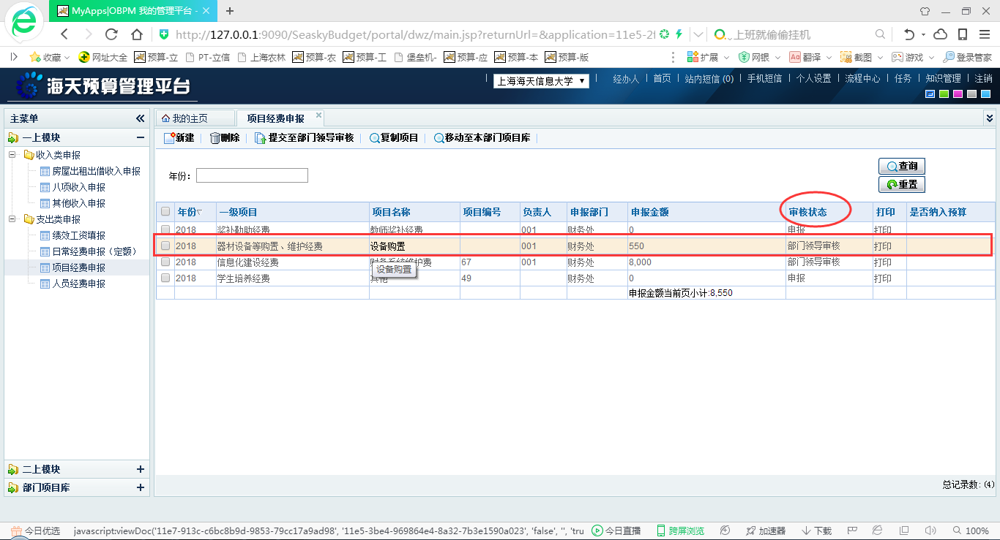 MyApps|OBPM 我的管理平台 -
http://127.0.0.1:9090/SeaskyBudget/portal/dwz/main.jsp?returnUrl=&application=11e5-2f
上班就偷偷挂机
收藏 网址大全 预算-立 PT-立信 上海农林 预算-农 预算-工 堡垒机- 预算-应 预算-本 预算-版 扩展 网银 Aa 翻译 截图 游戏 登录管家
海天预算管理平台
上海海天信息大学 经办人 首页 站内短信 (0) 手机短信 个人设置 流程中心 任务 知识管理 注销
主菜单
一上模块
收入类申报
房屋出租出借收入申报
八项收入申报
其他收入申报
支出类申报
绩效工资填报
日常经费申报（定额）
项目经费申报
人员经费申报
二上模块
部门项目库
我的主页 项目经费申报
新建 删除 提交至部门领导审核 复制项目 移动至本部门项目库
年份：
查询
重置
年份 一级项目 项目名称 项目编号 负责人 申报部门 申报金额 审核状态 打印 是否纳入预算
2018 奖补勤助经费 教师奖补经费 001 财务处 0 申报 打印
2018 器材设备等购置、维护经费 设备购置 001 财务处 550 部门领导审核 打印
2018 信息化建设经费 财务系统维护费 67 001 财务处 8,000 部门领导审核 打印
设备购置
2018 学生培养经费 其他 49 财务处 0 申报 打印
申报金额当前页小计:8,550
总记录数: (4)
今日优选 javascript:viewDoc('11e7-913c-c6bc8b9d-9853-79cc17a9ad98', '11e5-3be4-969864e4-8a32-7b3e1590a023', 'false', '', 'tru 今日直播 跨屏浏览 加速器 下载 100%